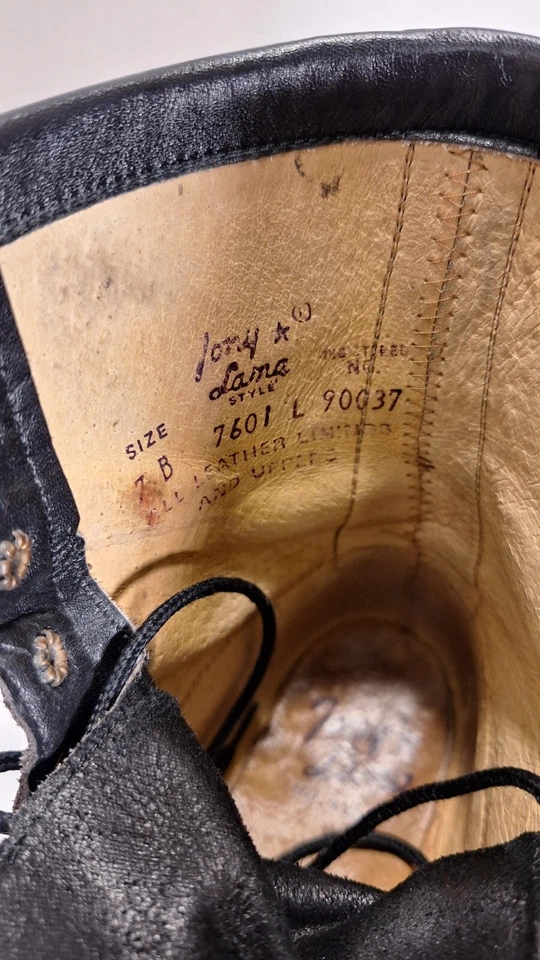 Tony ★ ®
Lama
STYLE
REGISTERED
NO.
SIZE 7601 L 90037
7 B
ALL LEATHER LININGS
AND UPPERS